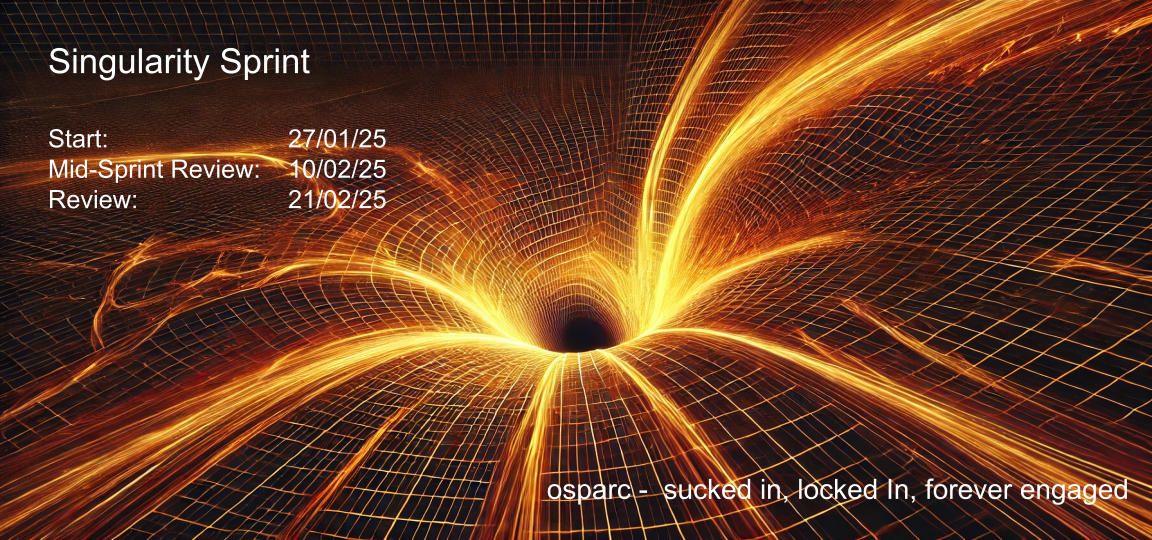 Singularity Sprint
Start: 27/01/25
Mid-Sprint Review: 10/02/25
Review: 21/02/25
osparc - sucked in, locked In, forever engaged